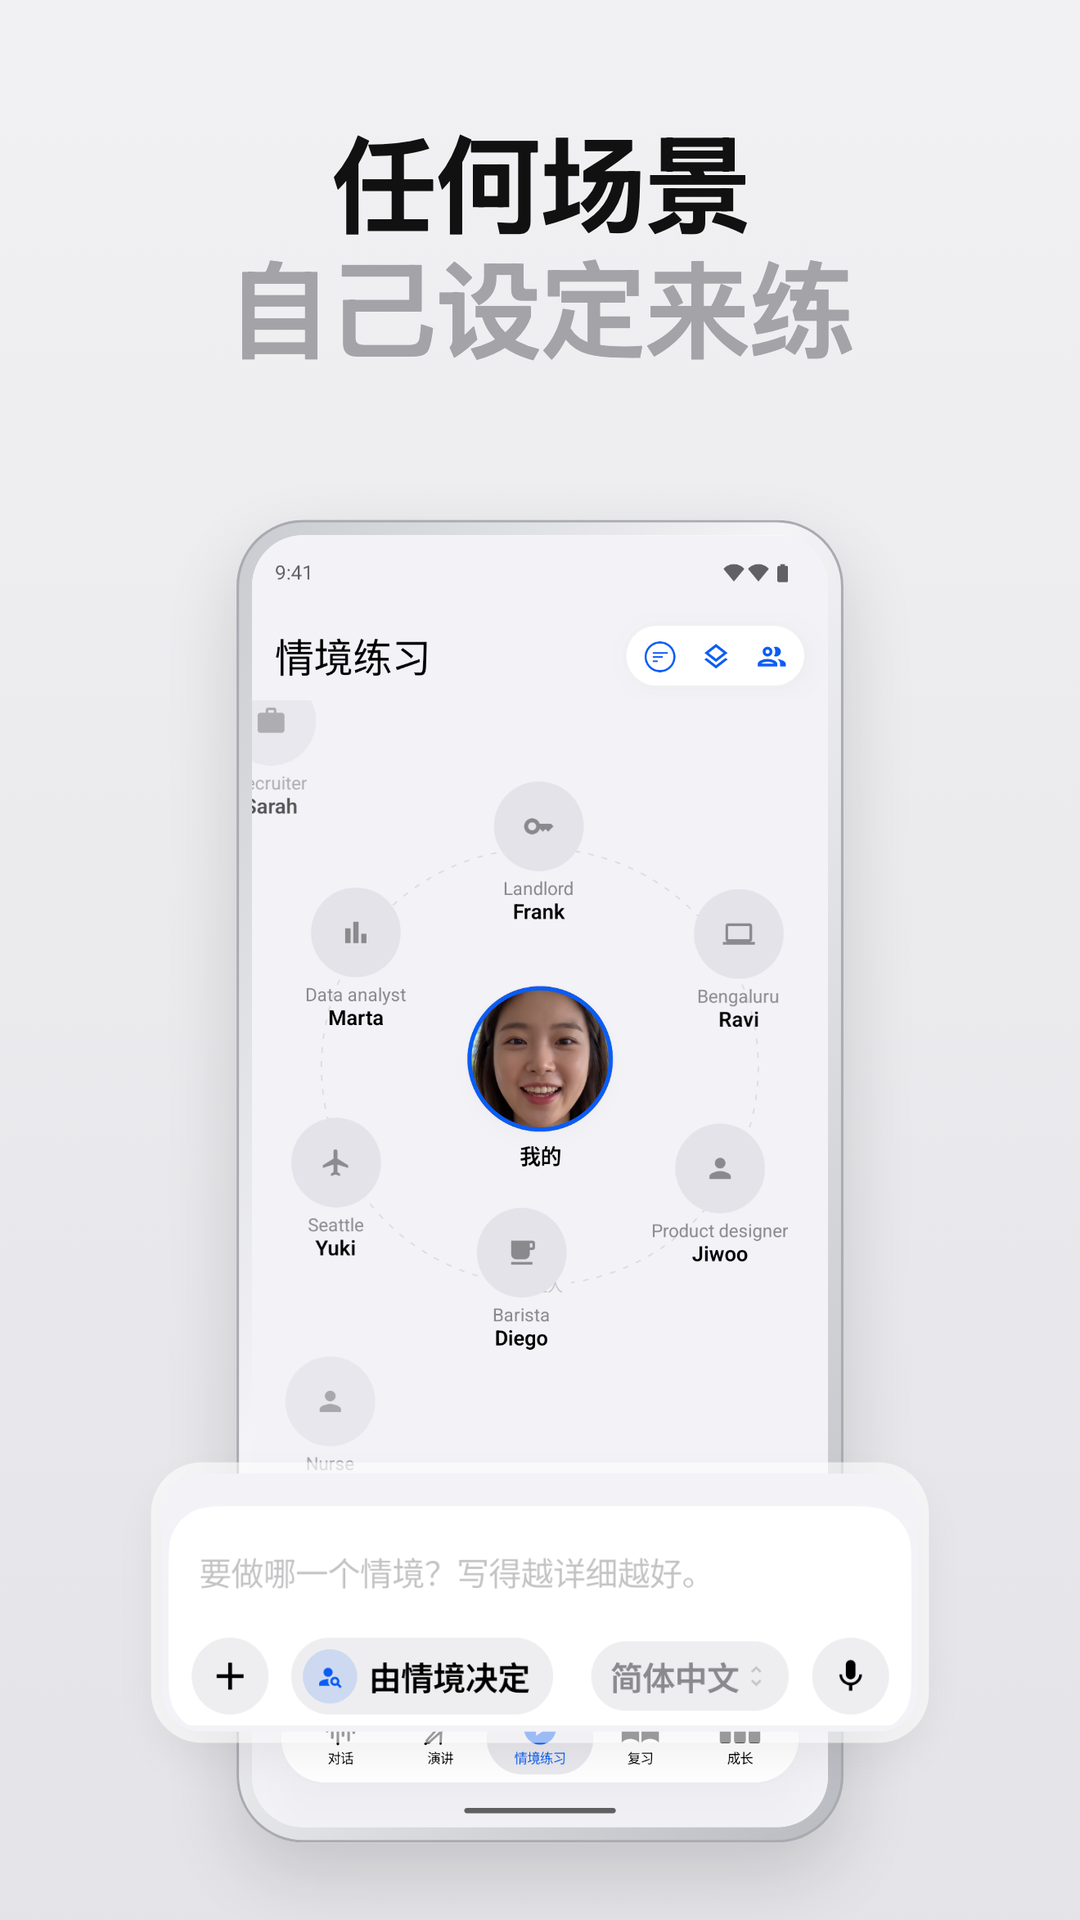 任何场景
自己设定来练
9:41
情境练习
ecruiter
Sarah
Landlord
Frank
Data analyst
Marta
Bengaluru
Ravi
我的
Seattle
Yuki
Product designer
Jiwoo
人
Barista
Diego
Nurse
要做哪一个情境？写得越详细越好。
由情境决定
简体中文
对话
演讲
情境练习
复习
成长